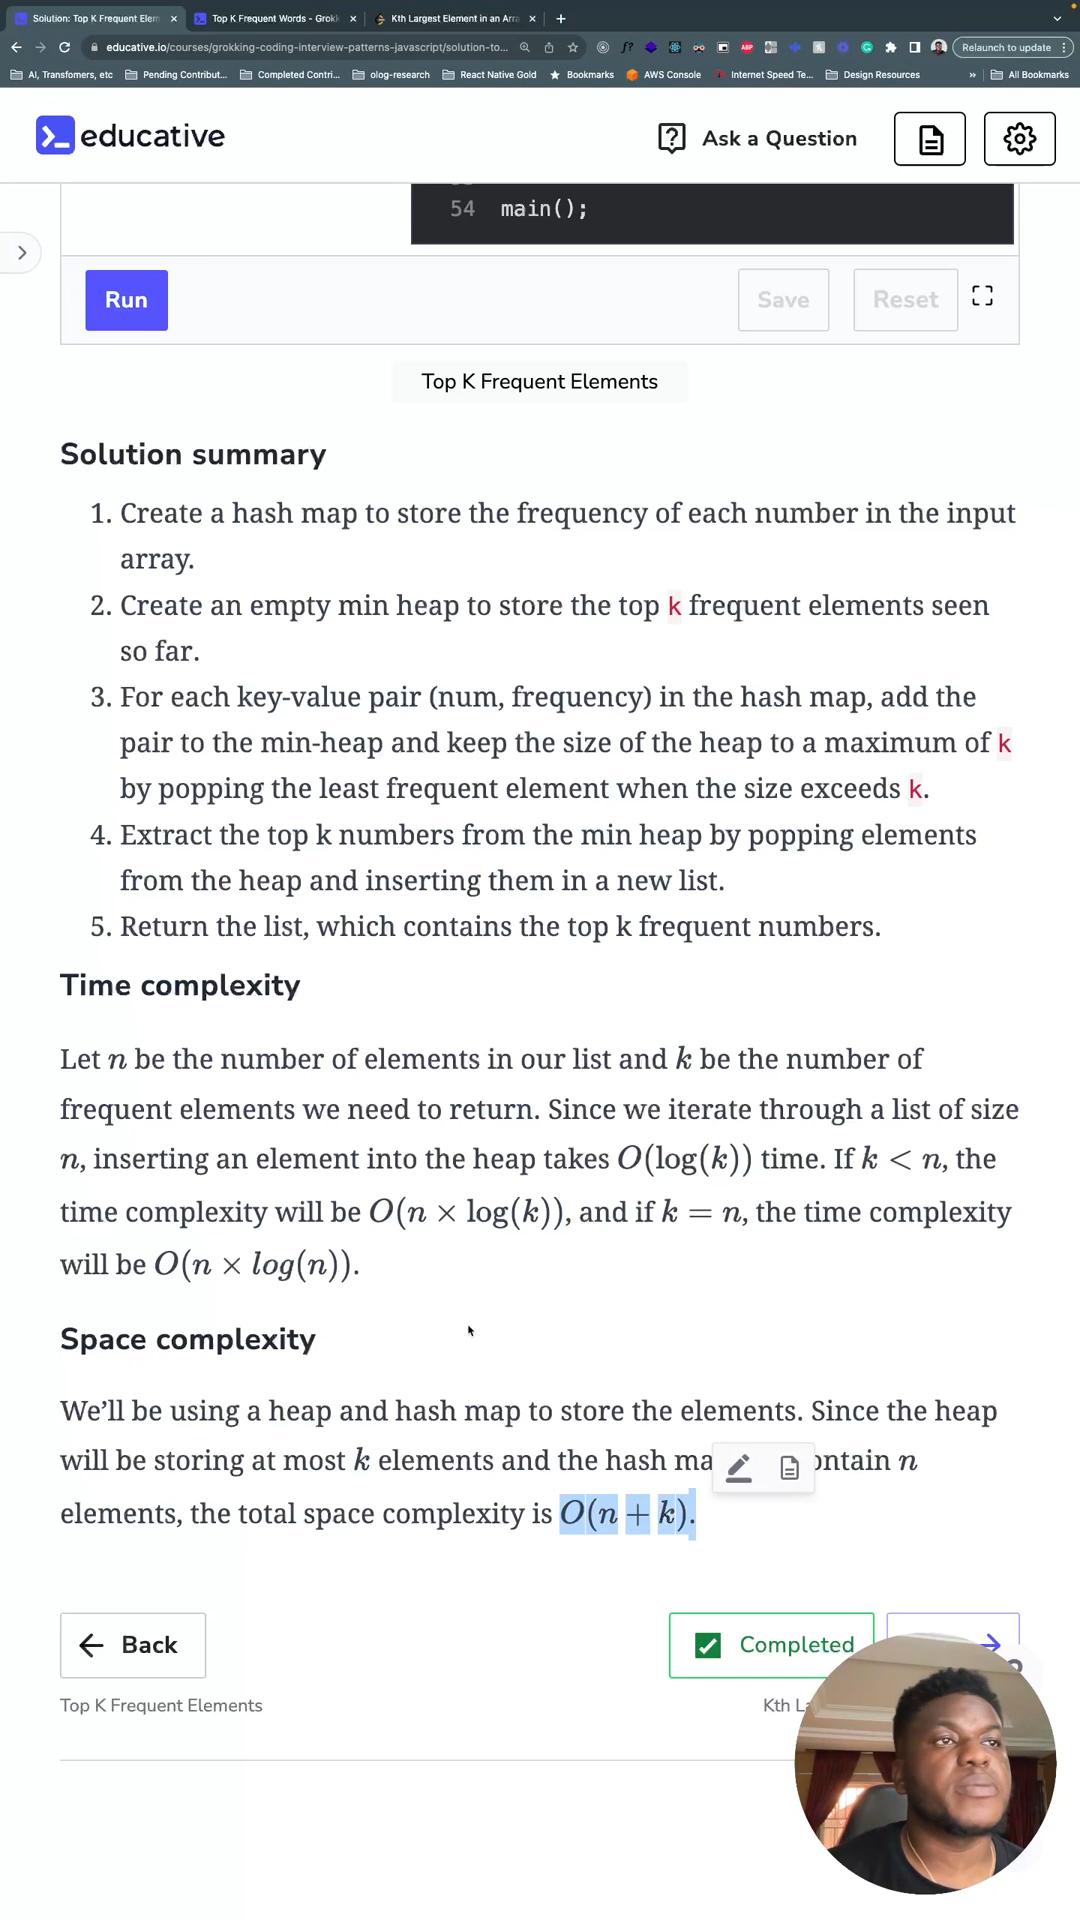 Solution: Top K Frequent Elem
Top K Frequent Words - Grokk
Kth Largest Element in an Arra
educative.io/courses/grokking-coding-interview-patterns-javascript/solution-to...
Relaunch to update
AI, Transfomers, etc
Pending Contribut...
Completed Contri...
olog-research
React Native Gold
Bookmarks
AWS Console
Internet Speed Te...
Design Resources
»
All Bookmarks
educative
Ask a Question
54 main();
Run
Save
Reset
Top K Frequent Elements
Solution summary
1. Create a hash map to store the frequency of each number in the input
array.
2. Create an empty min heap to store the top k frequent elements seen
so far.
3. For each key-value pair (num, frequency) in the hash map, add the
pair to the min-heap and keep the size of the heap to a maximum of k
by popping the least frequent element when the size exceeds k.
4. Extract the top k numbers from the min heap by popping elements
from the heap and inserting them in a new list.
5. Return the list, which contains the top k frequent numbers.
Time complexity
Let n be the number of elements in our list and k be the number of
frequent elements we need to return. Since we iterate through a list of size
n, inserting an element into the heap takes O(log(k)) time. If k < n, the
time complexity will be O(n × log(k)), and if k = n, the time complexity
will be O(n × log(n)).
Space complexity
We’ll be using a heap and hash map to store the elements. Since the heap
will be storing at most k elements and the hash ma ontain n
elements, the total space complexity is O(n + k).
Back
Completed
Top K Frequent Elements
Kth La